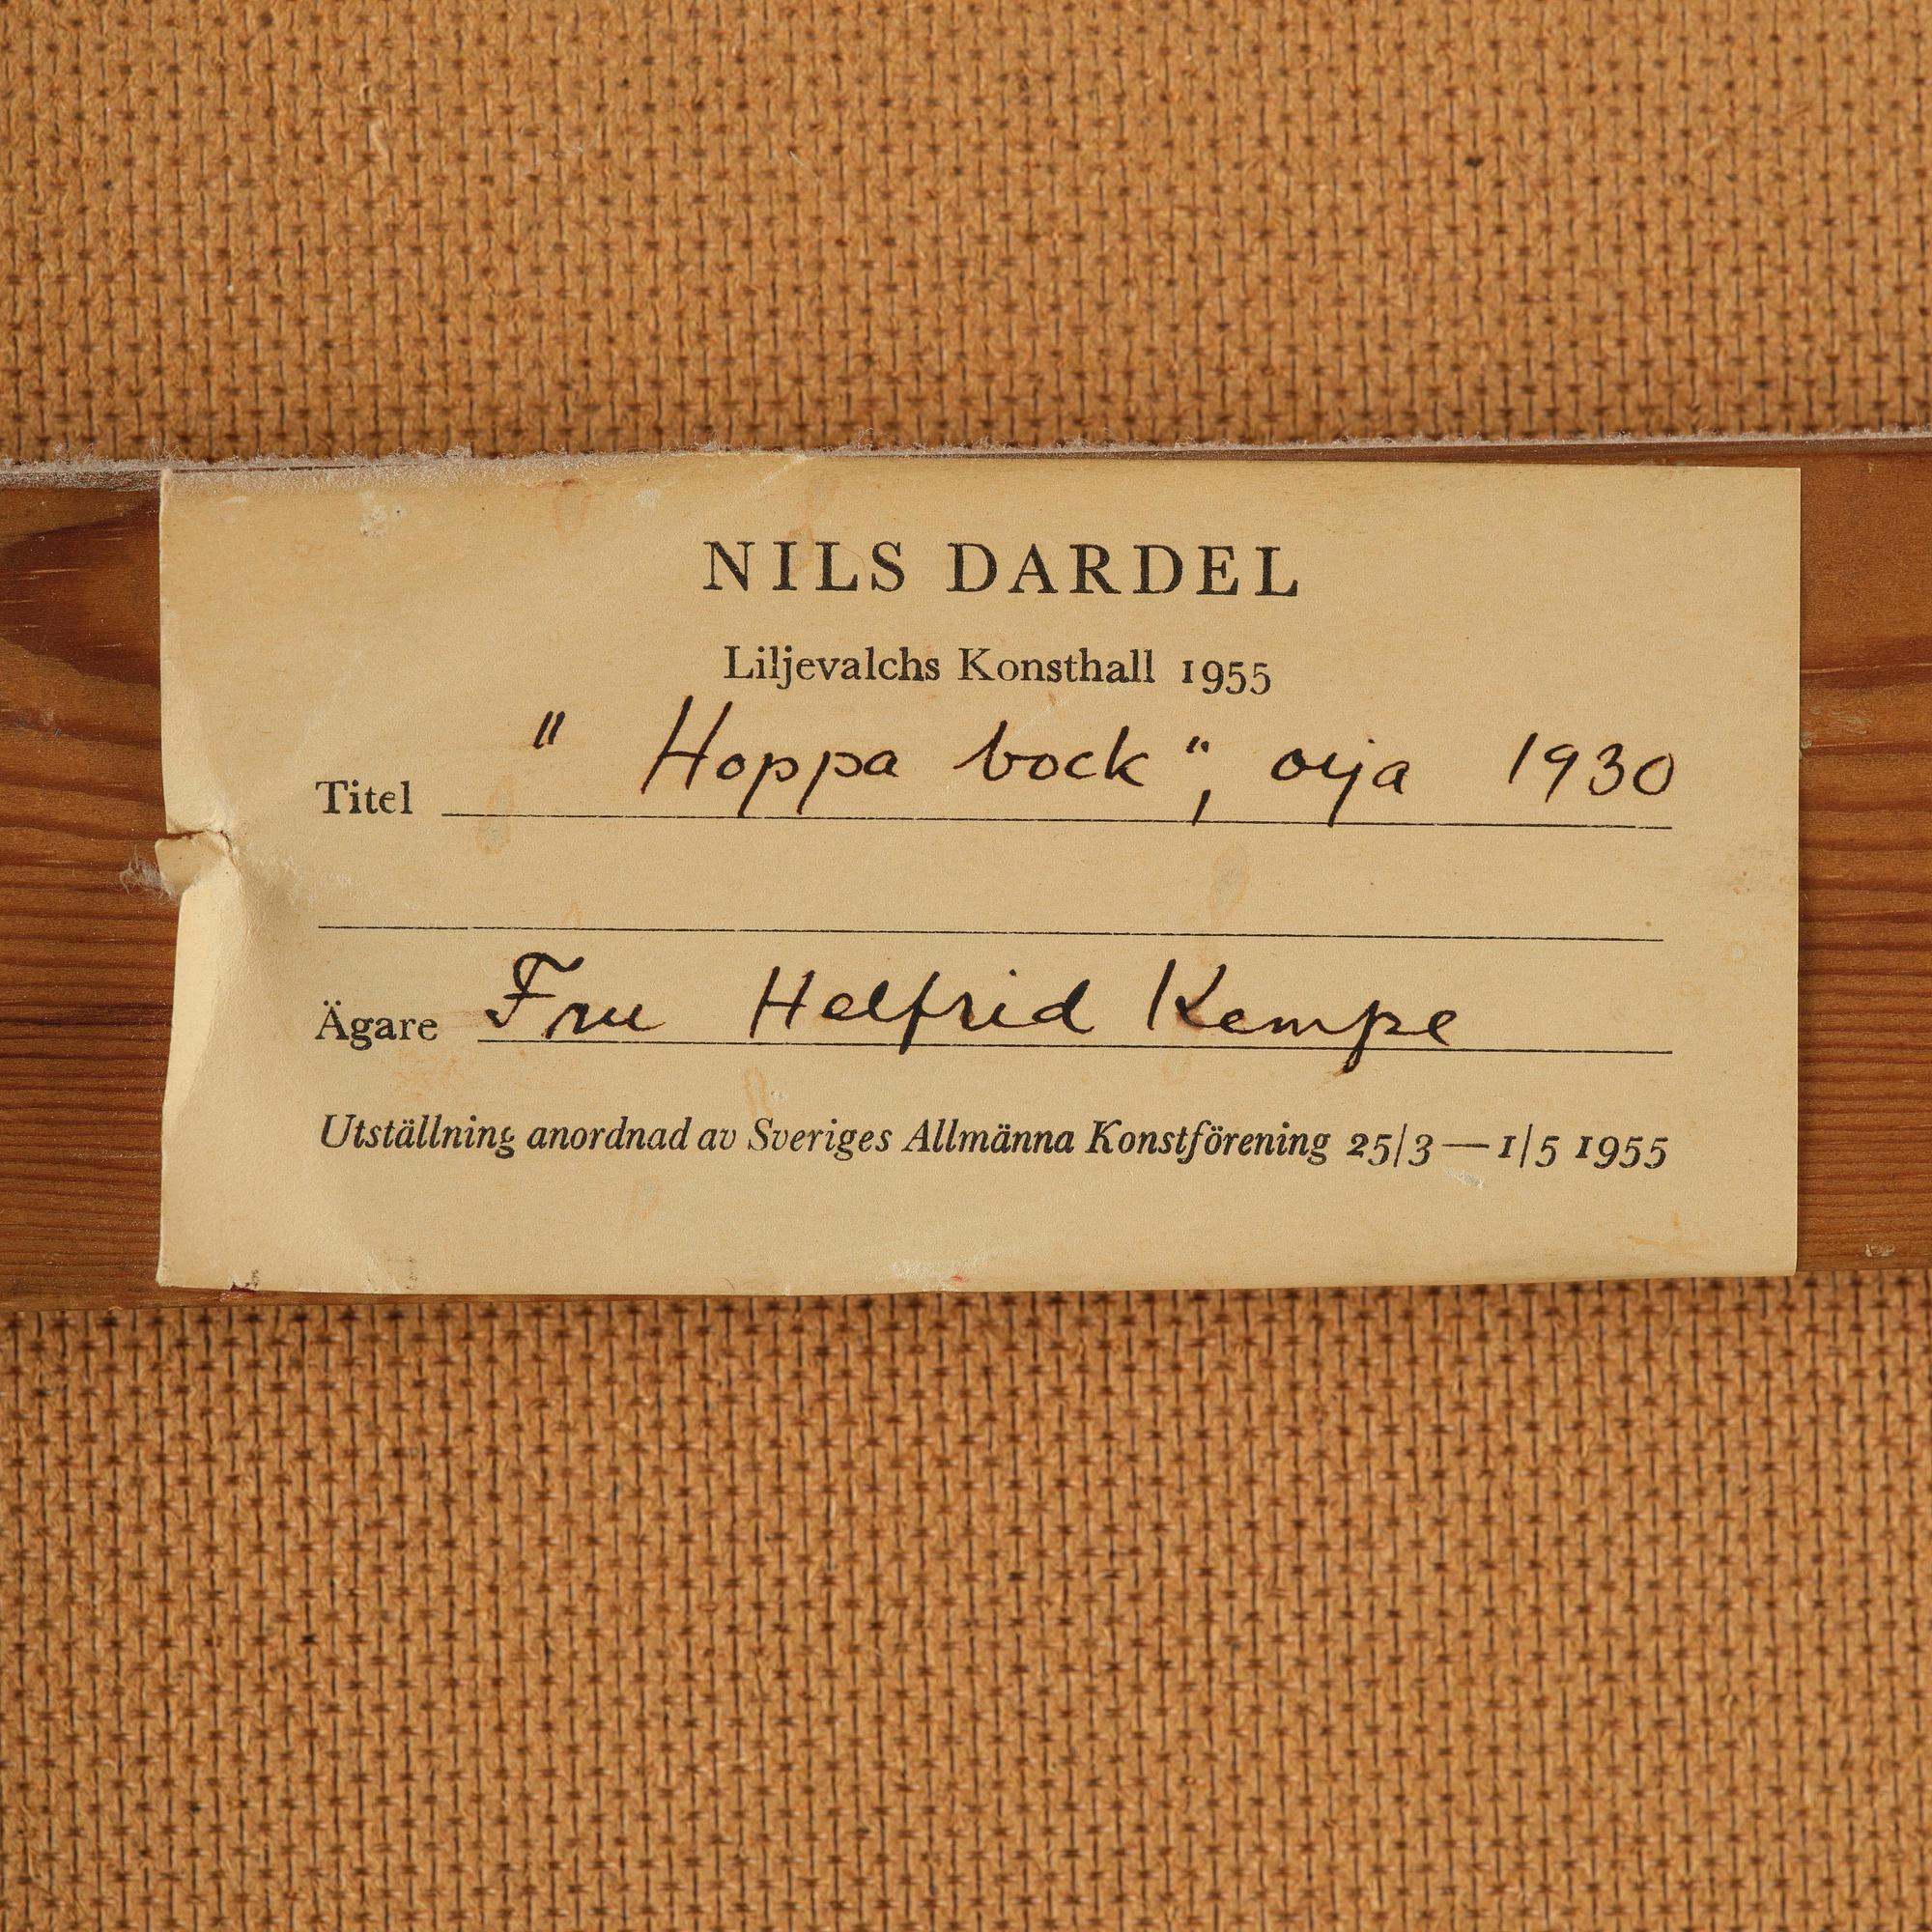 NILS DARDEL
Liljevalchs Konsthall 1955
Titel " Hoppa bock", olja 1930
Ägare Fru Helfrid Kempe
Utställning anordnad av Sveriges Allmänna Konstförening 25/3—1/5 1955